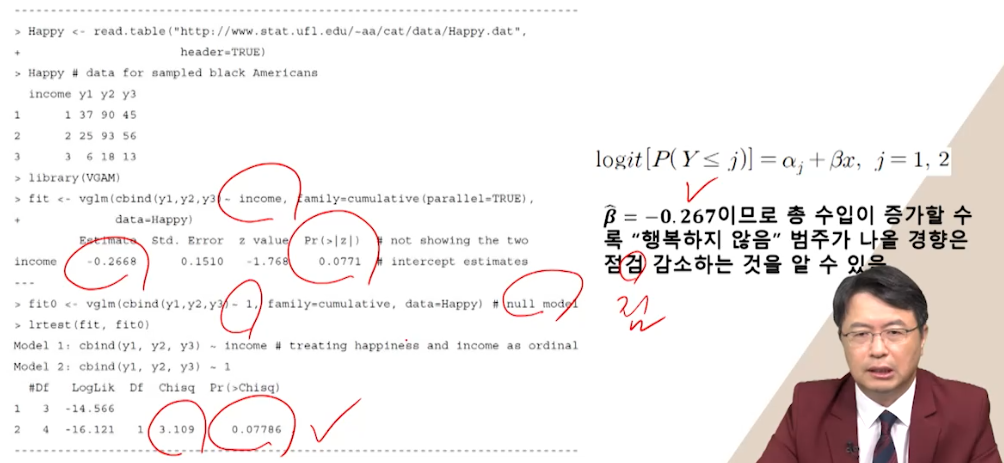 > Happy <- read.table("http://www.stat.ufl.edu/~aa/cat/data/Happy.dat",
+ header=TRUE)
> Happy # data for sampled black Americans
income y1 y2 y3
1 1 37 90 45
2 2 25 93 56
3 3 6 18 13
> library(VGAM)
> fit <- vglm(cbind(y1,y2,y3)~ income, family=cumulative(parallel=TRUE),
+ data=Happy)
Estimate Std. Error z value Pr(>|z|) # not showing the two
income -0.2668 0.1510 -1.768 0.0771 # intercept estimates
---
> fit0 <- vglm(cbind(y1,y2,y3)~ 1, family=cumulative, data=Happy) # null model
> lrtest(fit, fit0)
Model 1: cbind(y1, y2, y3) ~ income # treating happiness and income as ordinal
Model 2: cbind(y1, y2, y3) ~ 1
#Df LogLik Df Chisq Pr(>Chisq)
1 3 -14.566
2 4 -16.121 1 3.109 0.07786
logit[P(Y ≤ j)] = αj + βx, j = 1, 2
β̂ = −0.267이므로 총 수입이 증가할 수
록 “행복하지 않음” 범주가 나올 경향은
점검 감소하는 것을 알 수 있음
점